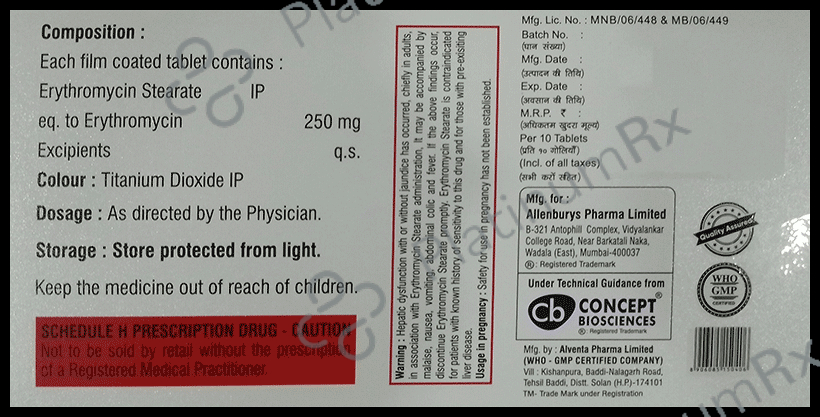 Composition :
Each film coated tablet contains :
Erythromycin Stearate IP
eq. to Erythromycin 250 mg
Excipients q.s.
Colour : Titanium Dioxide IP
Dosage : As directed by the Physician.
Storage : Store protected from light.
Keep the medicine out of reach of children.
SCHEDULE H PRESCRIPTION DRUG - CAUTION
Not to be sold by retail without the prescription
of a Registered Medical Practitioner.
Warning : Hepatic dysfunction with or without jaundice has occurred, chiefly in adults,
in association with Erythromycin Stearate administration, It may be accompanied by
malaise, nausea, vomiting, abdominal colic and fever. If the above findings occur,
discontinue Erythromycin Stearate promptly. Erythromycin Stearate is contraindicated
for patients with known history of sensitivity to this drug and for those with pre-exisiting
liver disease.
Usage in pregnancy : Safety for use in pregnancy has not been established.
Mfg. Lic. No. : MNB/06/448 & MB/06/449
Batch No. :
(घान संख्या)
Mfg. Date :
(उत्पादन की तिथि)
Exp. Date :
(अवसान की तिथि)
M.R.P. ₹ :
(अधिकतम खुदरा मूल्य)
Per 10 Tablets
(प्रति १० गोलियाँ)
(Incl. of all taxes)
(सभी करों सहित)
Mfg. for :
Allenburys Pharma Limited
B-321 Antophill Complex, Vidyalankar
College Road, Near Barkatali Naka,
Wadala (East), Mumbai-400037
® : Registered Trademark
Under Technical Guidance from
cb CONCEPT®
BIOSCIENCES
® Registered Trademark
Mfg. by : Alventa Pharma Limited
(WHO - GMP CERTIFIED COMPANY)
Vill : Kishanpura, Baddi-Nalagarh Road,
Tehsil Baddi, Distt. Solan (H.P.)-174101
TM- Trade Mark under Registration
Quality Assured
WHO
GMP
CERTIFIED
PlatinumRx
PlatinumRx
PlatinumRx